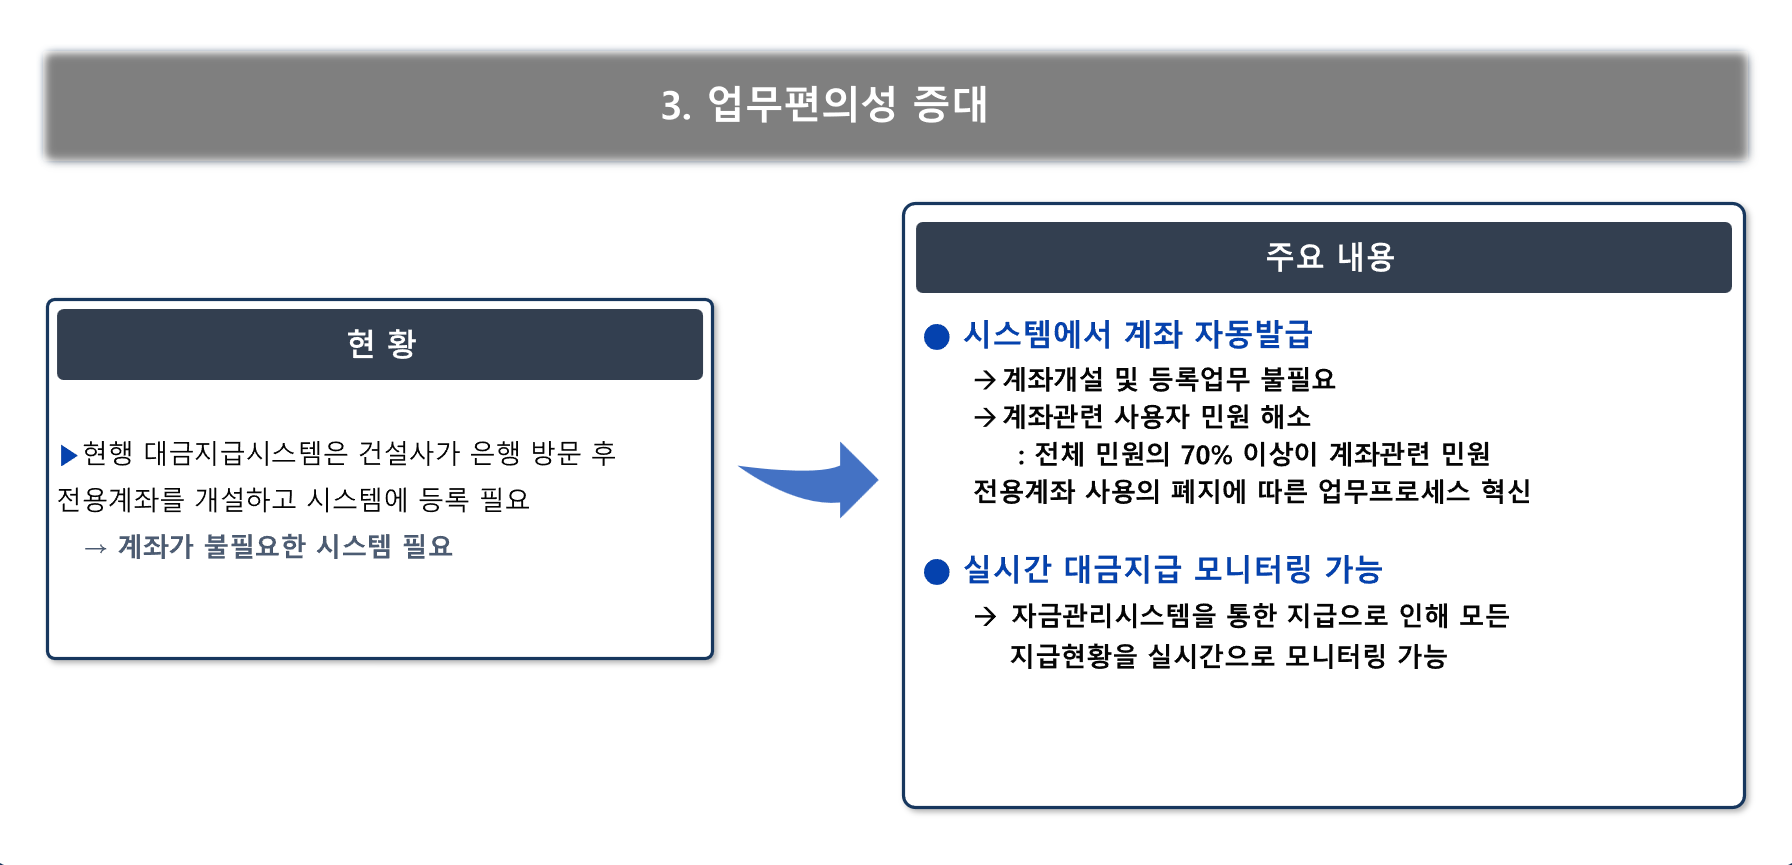 3. 업무편의성 증대
현 황
▶현행 대금지급시스템은 건설사가 은행 방문 후
전용계좌를 개설하고 시스템에 등록 필요
→ 계좌가 불필요한 시스템 필요
주요 내용
● 시스템에서 계좌 자동발급
→계좌개설 및 등록업무 불필요
→계좌관련 사용자 민원 해소
: 전체 민원의 70% 이상이 계좌관련 민원
전용계좌 사용의 폐지에 따른 업무프로세스 혁신
● 실시간 대금지급 모니터링 가능
→ 자금관리시스템을 통한 지급으로 인해 모든
지급현황을 실시간으로 모니터링 가능